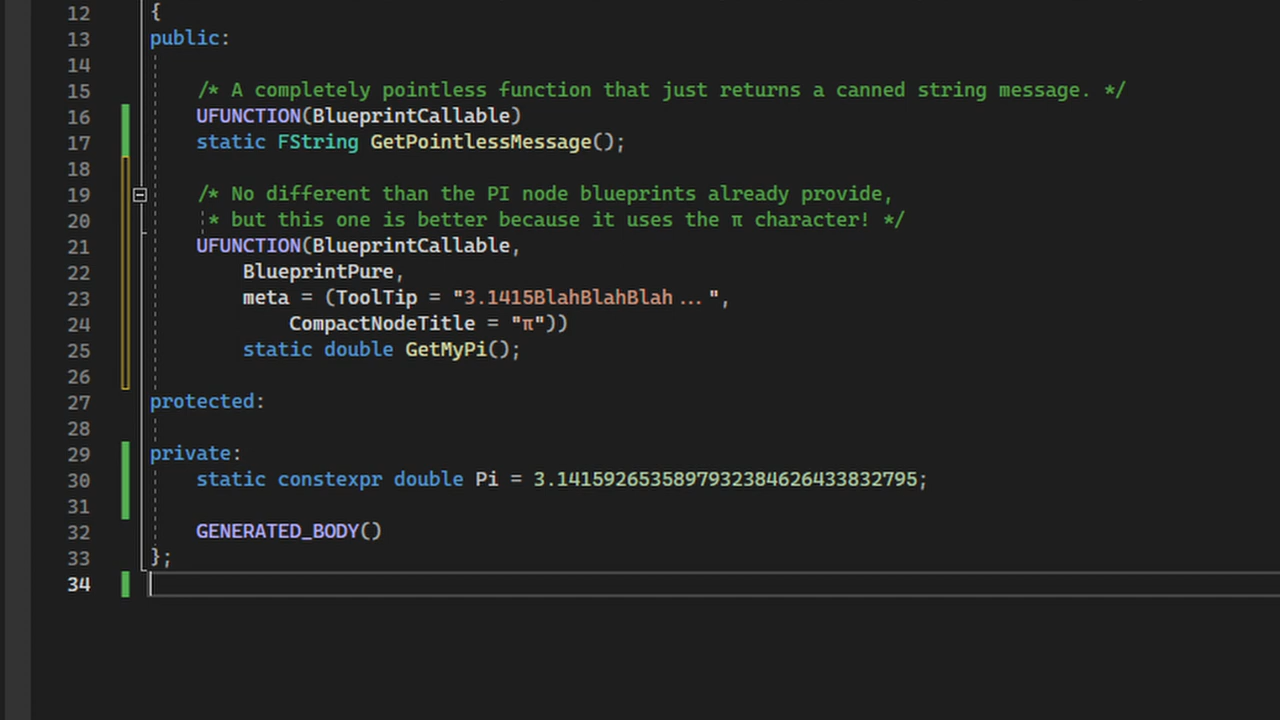 12 {
13 public:
14
15 /* A completely pointless function that just returns a canned string message. */
16 UFUNCTION(BlueprintCallable)
17 static FString GetPointlessMessage();
18
19 /* No different than the PI node blueprints already provide,
20 * but this one is better because it uses the π character! */
21 UFUNCTION(BlueprintCallable,
22 BlueprintPure,
23 meta = (ToolTip = "3.1415BlahBlahBlah...",
24 CompactNodeTitle = "π"))
25 static double GetMyPi();
26
27 protected:
28
29 private:
30 static constexpr double Pi = 3.1415926535897932384626433832795;
31
32 GENERATED_BODY()
33 };
34